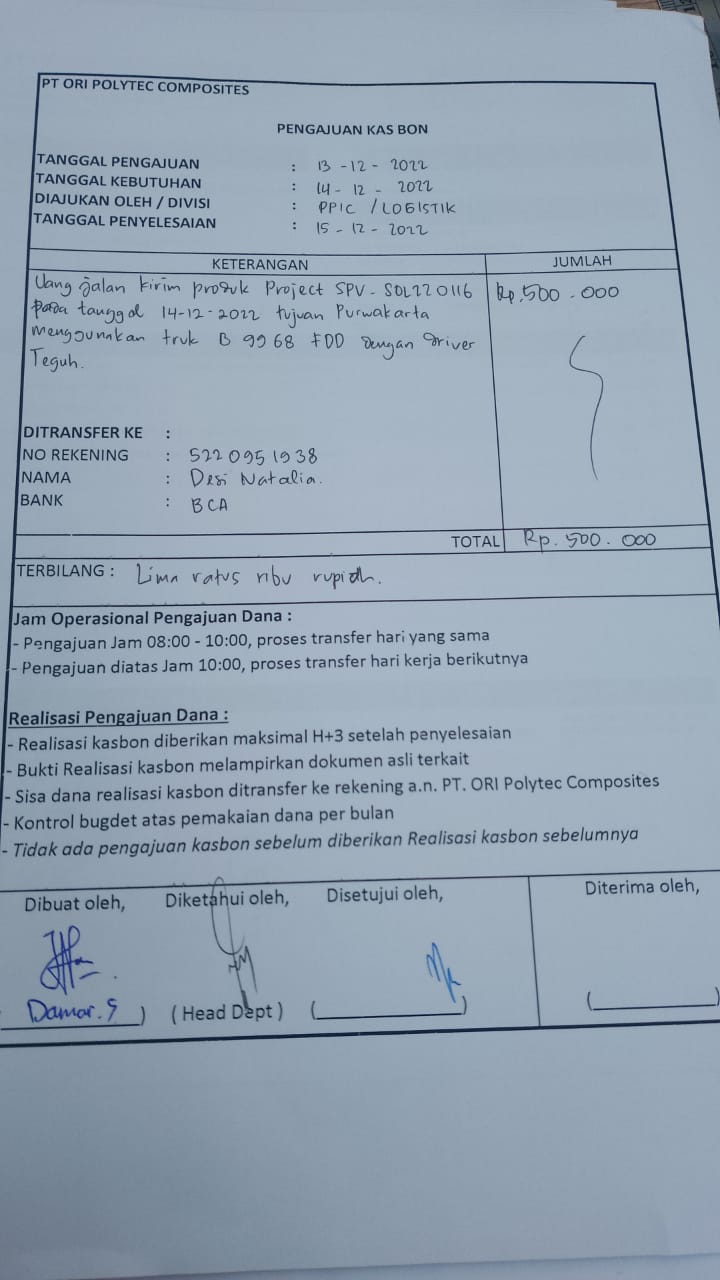 PT ORI POLYTEC COMPOSITES
PENGAJUAN KAS BON
TANGGAL PENGAJUAN : 13 - 12 - 2022
TANGGAL KEBUTUHAN : 14 - 12 - 2022
DIAJUKAN OLEH / DIVISI : PPIC / LOGISTIK
TANGGAL PENYELESAIAN : 15 - 12 - 2022
KETERANGAN JUMLAH
Uang jalan kirim produk Project SPV - SOL220116 Rp. 500.000
pada tanggal 14-12-2022 tujuan Purwakarta
menggunakan truk B 9968 FDD dengan driver
Teguh.
DITRANSFER KE :
NO REKENING : 522 095 1938
NAMA : Desi Natalia.
BANK : BCA
TOTAL Rp. 500.000
TERBILANG : Lima ratus ribu rupiah.
Jam Operasional Pengajuan Dana :
- Pengajuan Jam 08:00 - 10:00, proses transfer hari yang sama
- Pengajuan diatas Jam 10:00, proses transfer hari kerja berikutnya
Realisasi Pengajuan Dana :
- Realisasi kasbon diberikan maksimal H+3 setelah penyelesaian
- Bukti Realisasi kasbon melampirkan dokumen asli terkait
- Sisa dana realisasi kasbon ditransfer ke rekening a.n. PT. ORI Polytec Composites
- Kontrol bugdet atas pemakaian dana per bulan
- Tidak ada pengajuan kasbon sebelum diberikan Realisasi kasbon sebelumnya
Dibuat oleh, Diketahui oleh, Disetujui oleh, Diterima oleh,
Damar. S ) ( Head Dept ) ( ) ( )